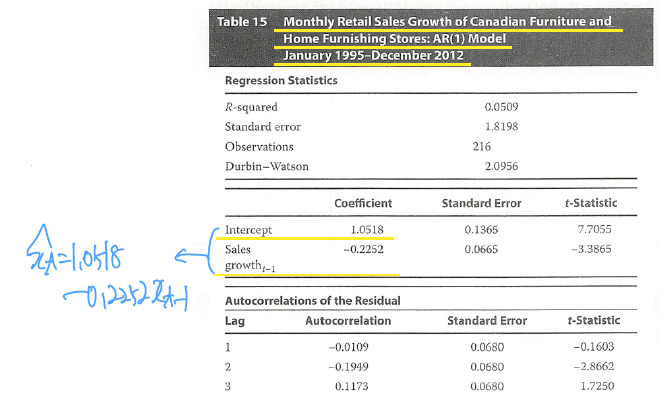 Table 15 Monthly Retail Sales Growth of Canadian Furniture and
Home Furnishing Stores: AR(1) Model
January 1995–December 2012
Regression Statistics
R-squared 0.0509
Standard error 1.8198
Observations 216
Durbin–Watson 2.0956
Coefficient Standard Error t-Statistic
Intercept 1.0518 0.1365 7.7055
Sales −0.2252 0.0665 −3.3865
growth t−1
x̂t=1.0518
−0.2252xt-1
Autocorrelations of the Residual
Lag Autocorrelation Standard Error t-Statistic
1 −0.0109 0.0680 −0.1603
2 −0.1949 0.0680 −2.8662
3 0.1173 0.0680 1.7250